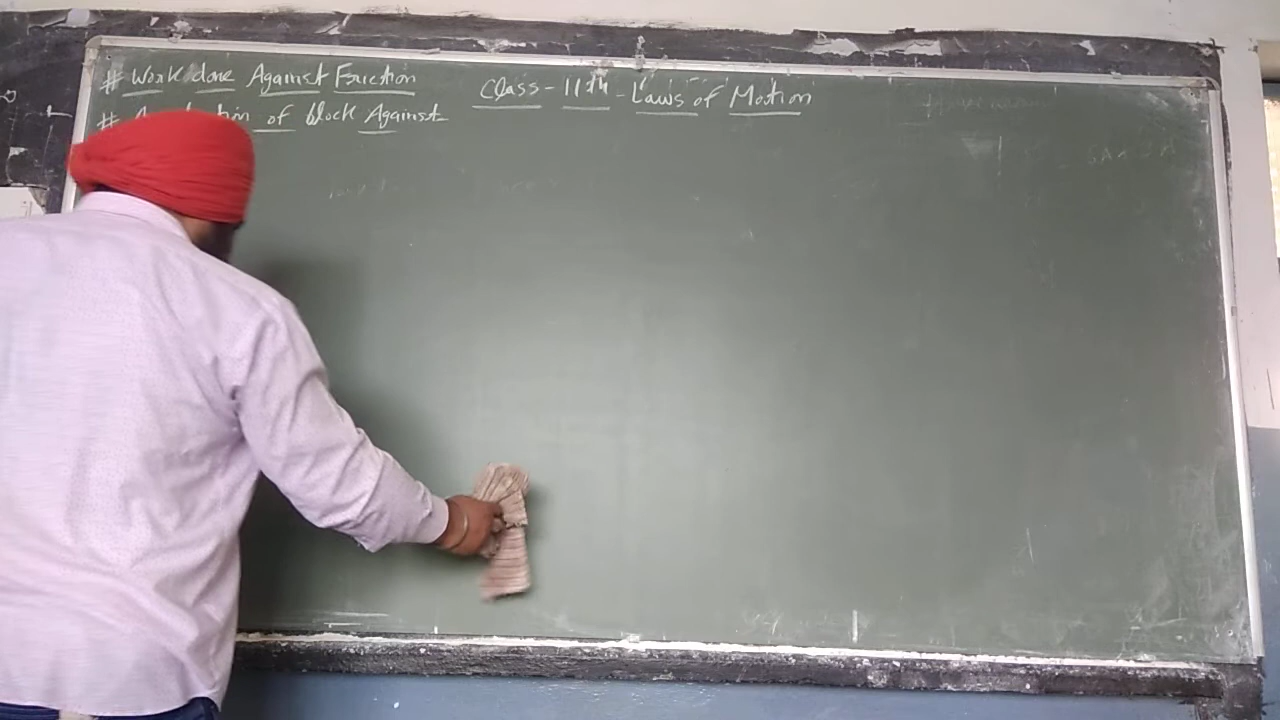 # Work done Against Friction
Class - 11th - Laws of Motion
# of block Against